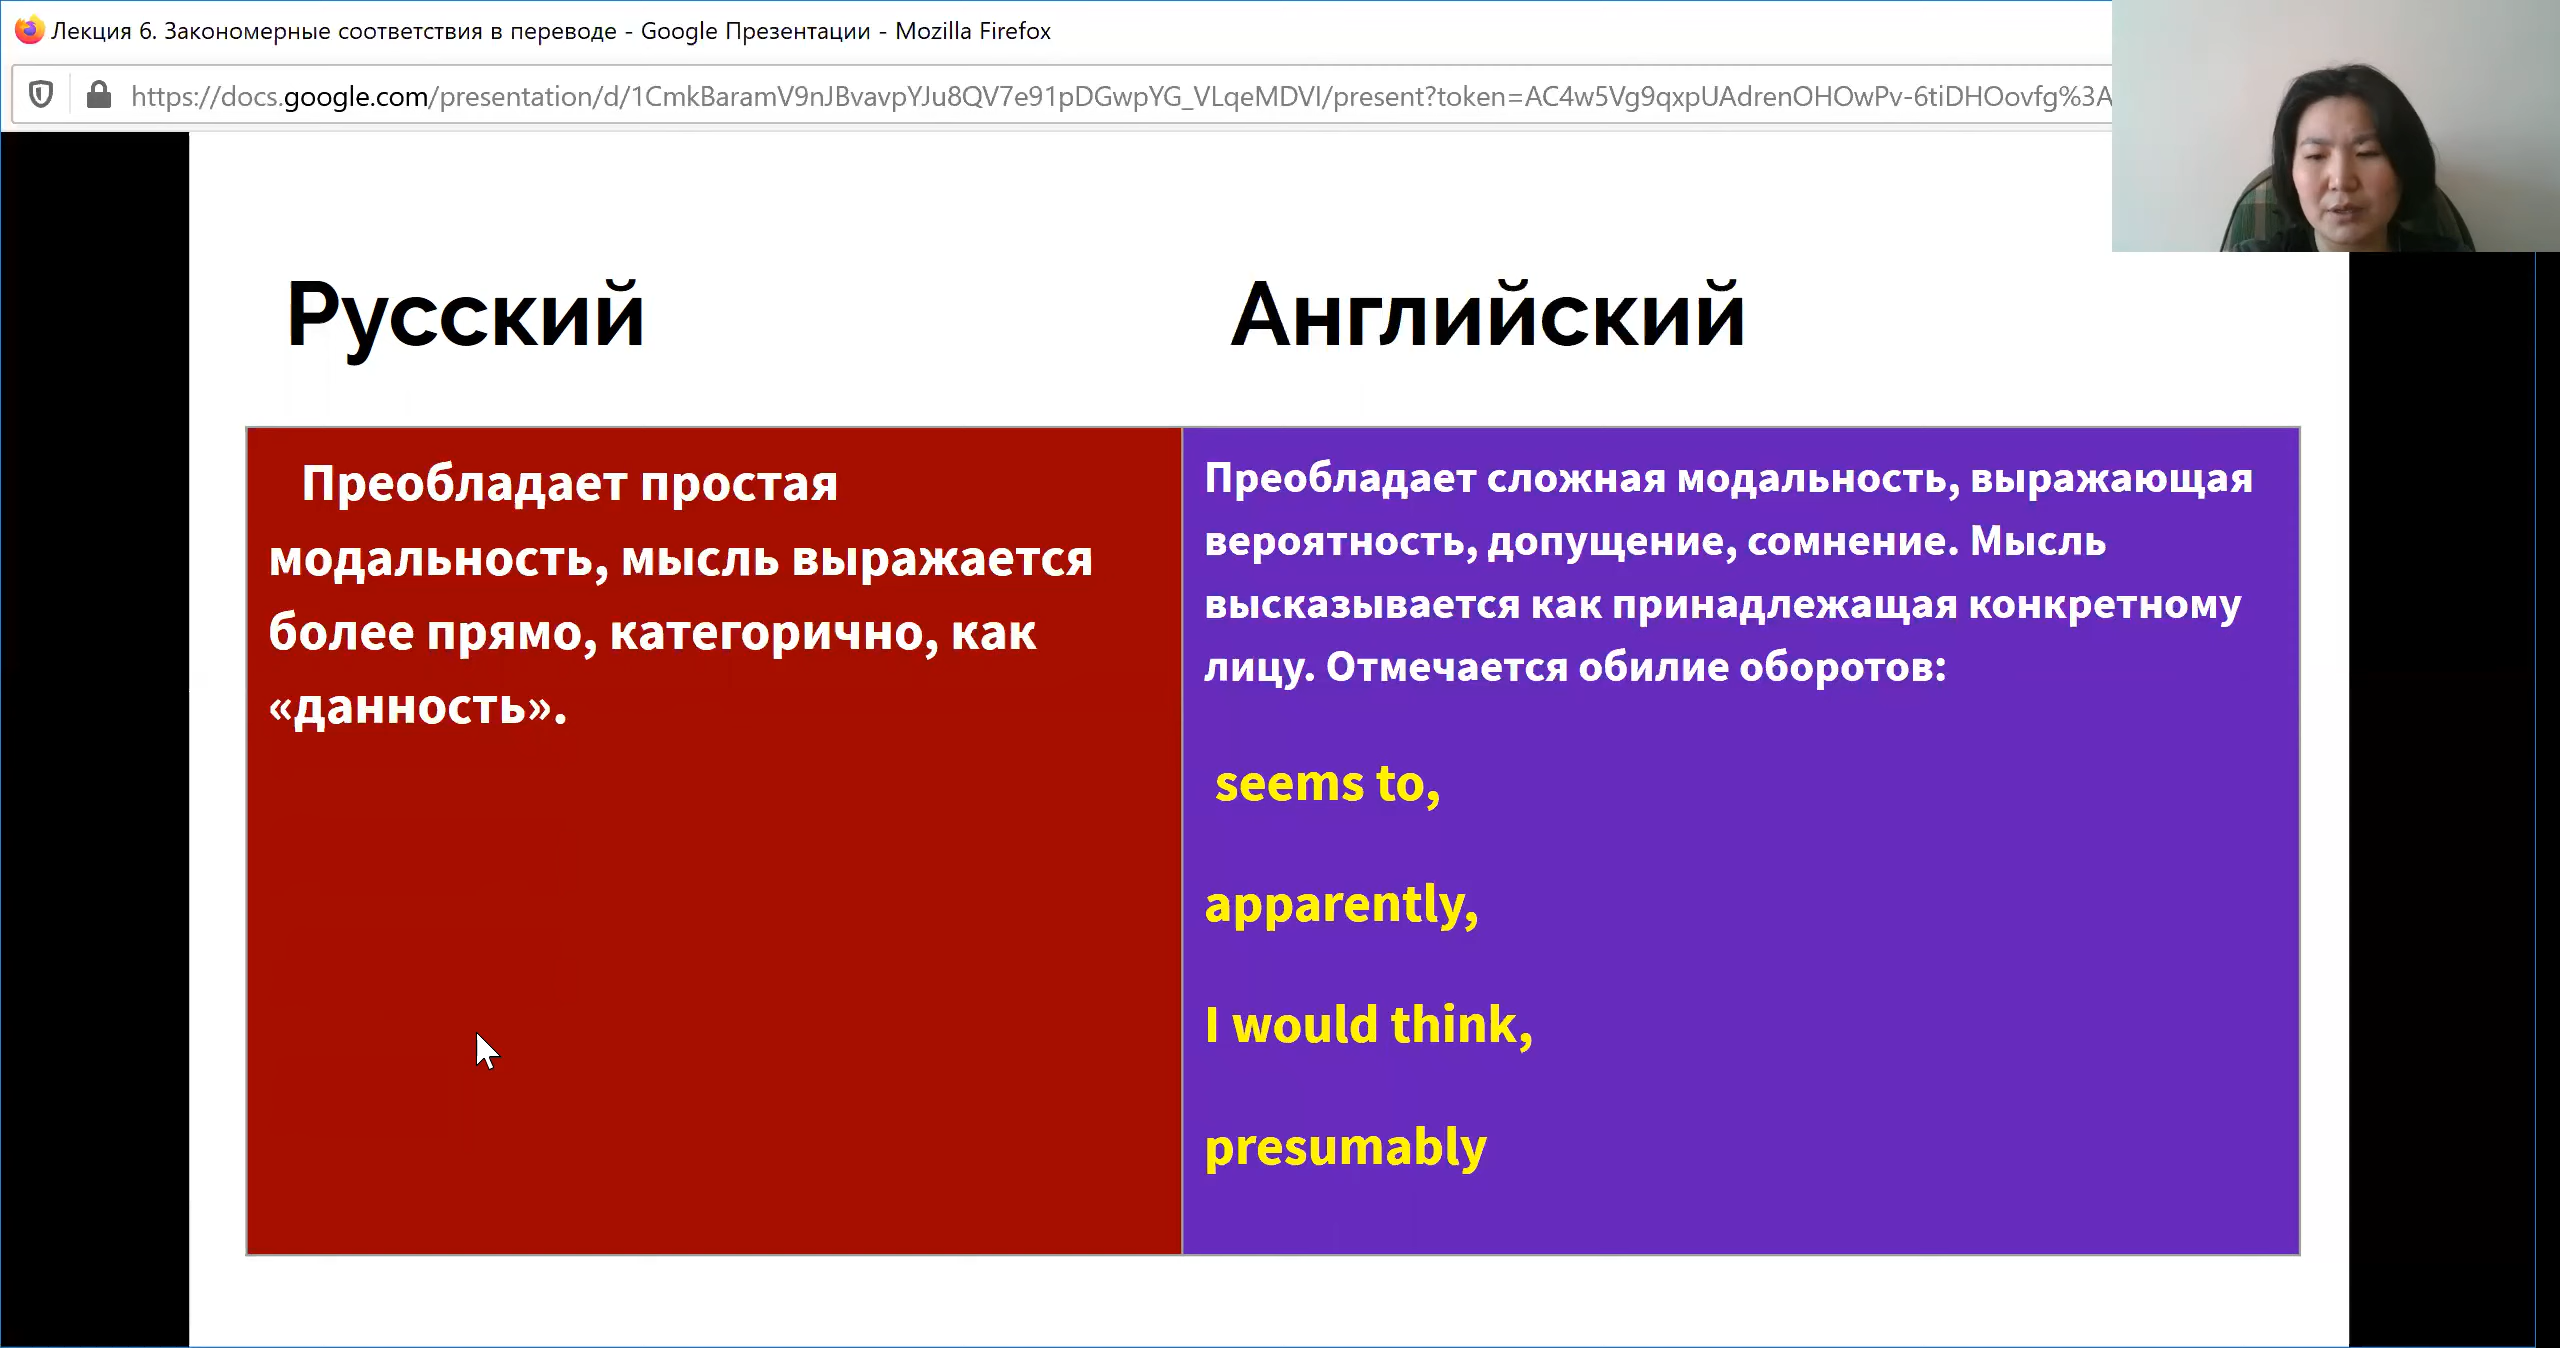 Лекция 6. Закономерные соответствия в переводе - Google Презентации - Mozilla Firefox
https://docs.google.com/presentation/d/1CmkBaramV9nJBvavpYJu8QV7e91pDGwpYG_VLqeMDVI/present?token=AC4w5Vg9qxpUAdrenOHOwPv-6tiDHOovfg%3A
Русский
Английский
Преобладает простая
модальность, мысль выражается
более прямо, категорично, как
«данность».
Преобладает сложная модальность, выражающая
вероятность, допущение, сомнение. Мысль
высказывается как принадлежащая конкретному
лицу. Отмечается обилие оборотов:
seems to,
apparently,
I would think,
presumably